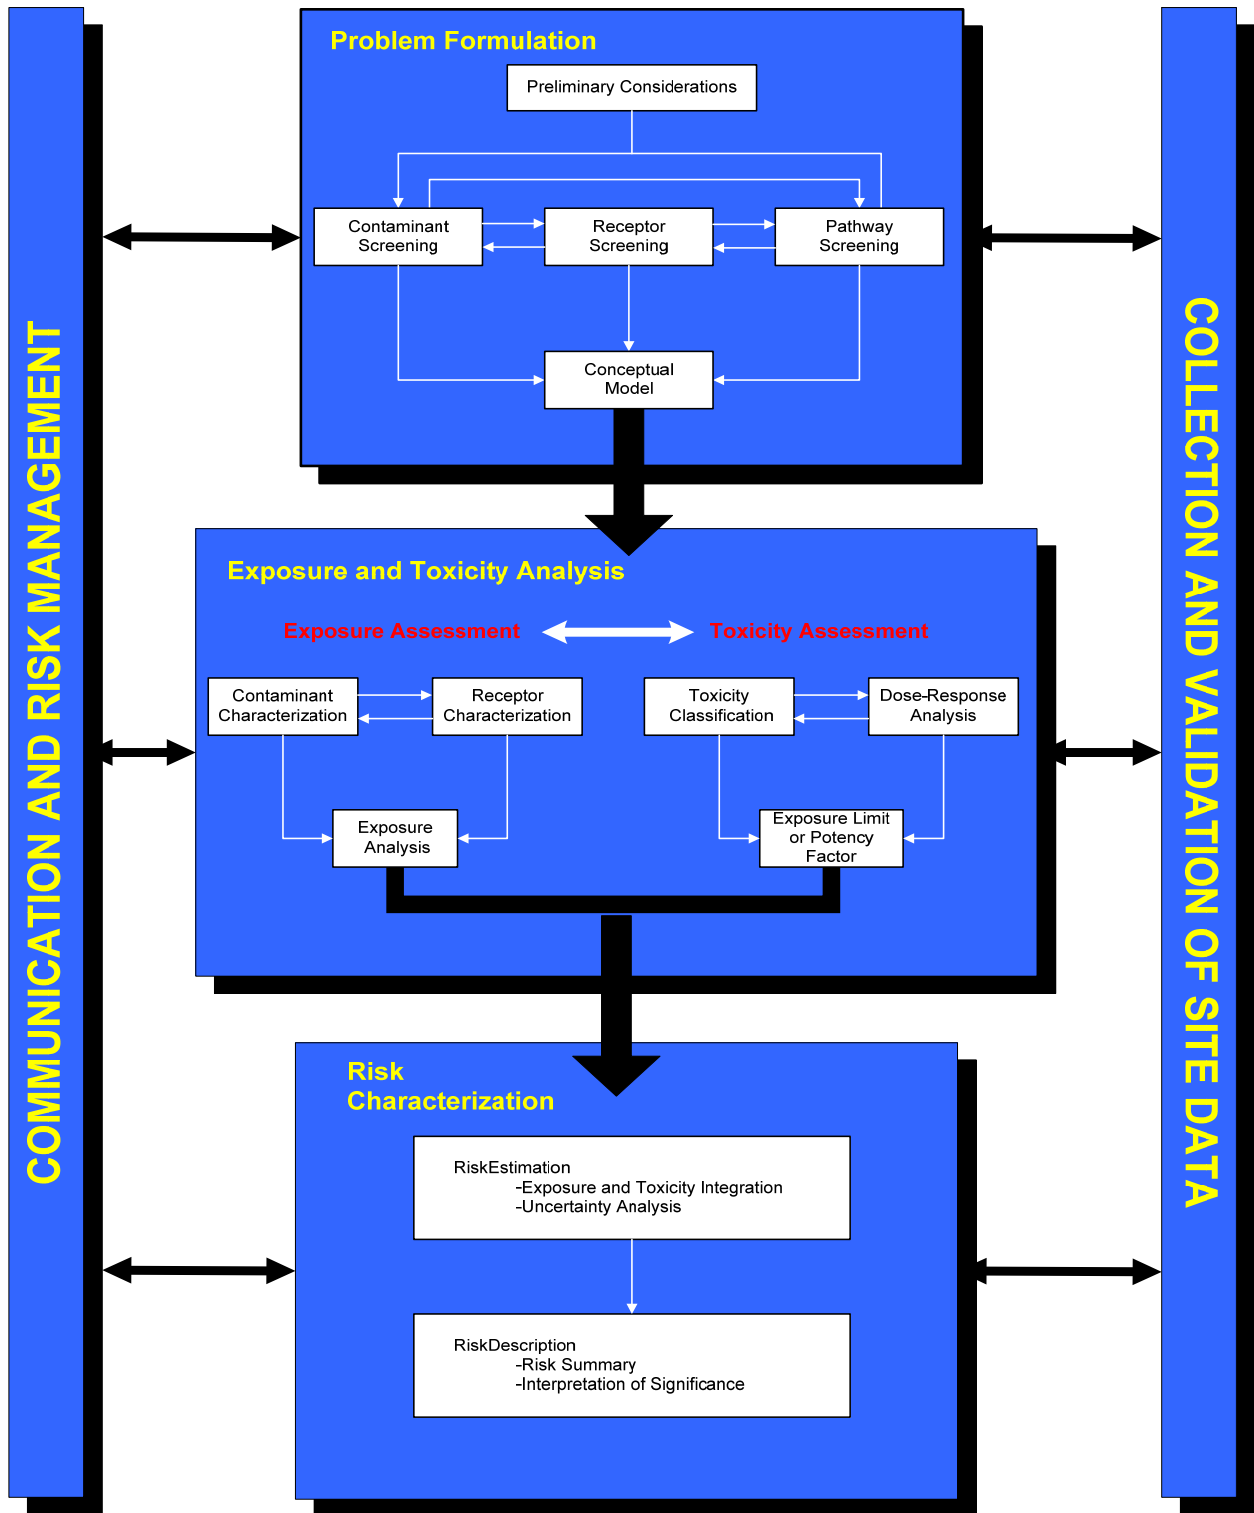 COMMUNICATION AND RISK MANAGEMENT
Problem Formulation
Preliminary Considerations
Contaminant
Screening
Receptor
Screening
Pathway
Screening
Conceptual
Model
Exposure and Toxicity Analysis
Exposure Assessment
Toxicity Assessment
Contaminant
Characterization
Receptor
Characterization
Toxicity
Classification
Dose-Response
Analysis
Exposure
Analysis
Exposure Limit
or Potency
Factor
Risk
Characterization
RiskEstimation
-Exposure and Toxicity Integration
-Uncertainty Analysis
RiskDescription
-Risk Summary
-Interpretation of Significance
COLLECTION AND VALIDATION OF SITE DATA